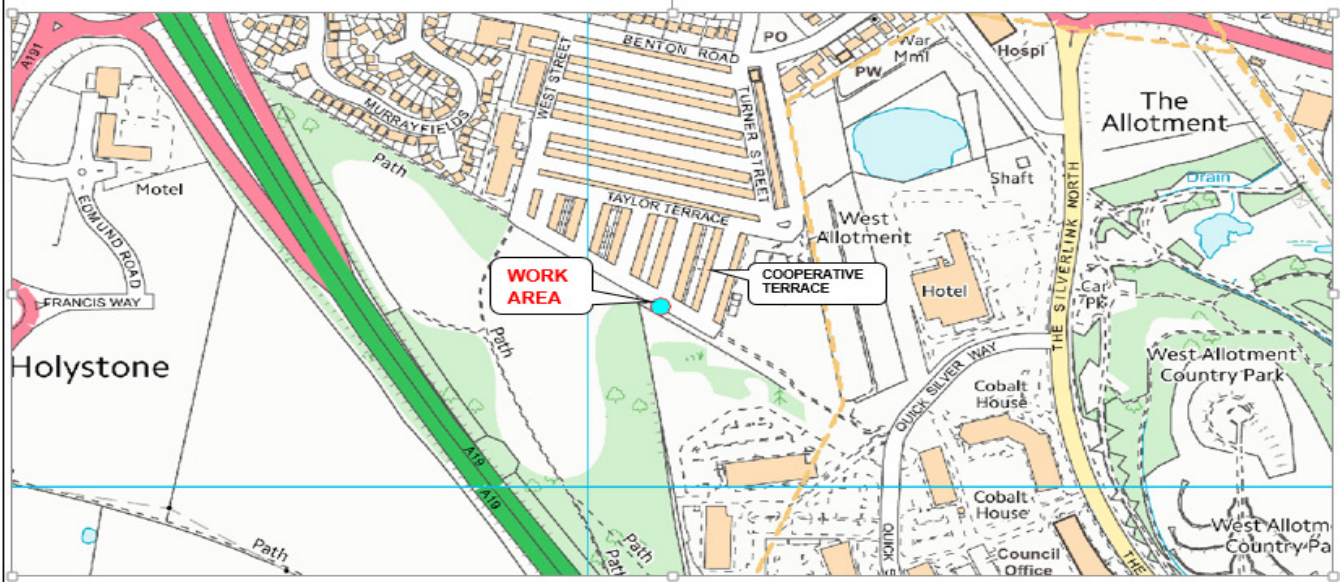 A191
BENTON ROAD
PO
WEST STREET
War
Mml
PW
Hospl
MURRAYFIELDS
TURNER STREET
The
Allotment
Path
Motel
Shaft
Drain
EDMUND ROAD
TAYLOR TERRACE
West
Allotment
THE SILVERLINK NORTH
WORK
AREA
COOPERATIVE
TERRACE
Hotel
Car
Pk
FRANCIS WAY
Path
Holystone
QUICK SILVER WAY
West Allotment
Country Park
Cobalt
House
A19
A19
Cobalt
House
QUICK
West Allotm
Country Pa
Path
Path
Path
Council
Office
THE